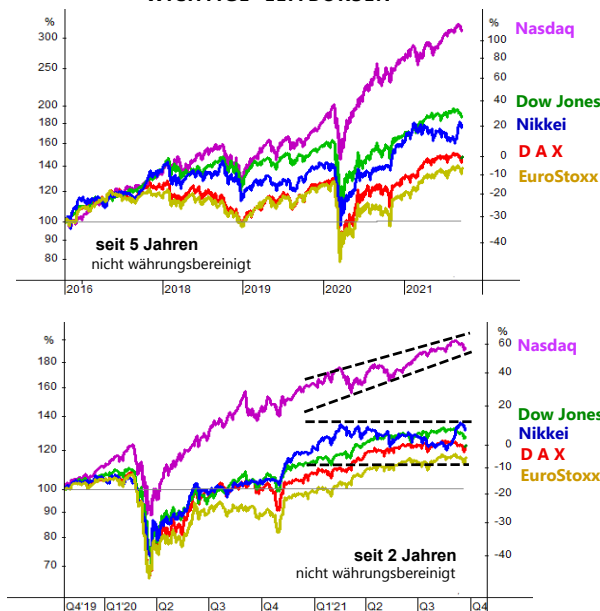 WICHTIGE LEITBÖRSEN
% %
300
250
200
180
160
140
120
100
90
80
100
80
60
40
20
0
-10
-20
-30
-40
Nasdaq
Dow Jones
Nikkei
D A X
EuroStoxx
seit 5 Jahren
nicht währungsbereinigt
2016 2018 2019 2020 2021
% %
180
160
140
120
100
90
80
70
60
40
20
0
-10
-20
-30
-40
Nasdaq
Dow Jones
Nikkei
D A X
EuroStoxx
seit 2 Jahren
nicht währungsbereinigt
Q4'19 Q1'20 Q2 Q3 Q4 Q1'21 Q2 Q3 Q4